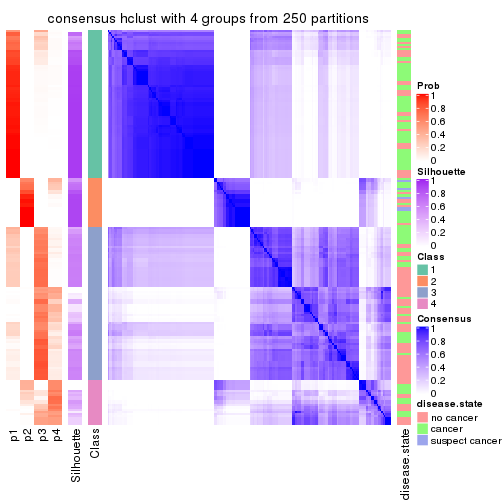 consensus hclust with 4 groups from 250 partitions
Prob
1
0.8
0.6
0.4
0.2
0
Silhouette
1
0.8
0.6
0.4
0.2
0
Class
1
2
3
4
Consensus
1
0.8
0.6
0.4
0.2
0
disease.state
no cancer
cancer
suspect cancer
p1
p2
p3
p4
Silhouette
Class
disease.state